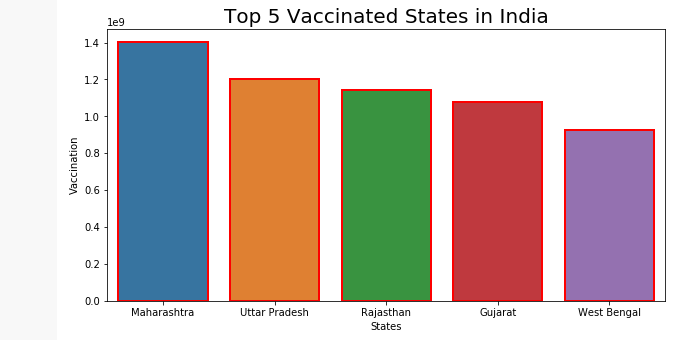 Top 5 Vaccinated States in India
1e9
1.4
1.2
1.0
0.8
0.6
0.4
0.2
0.0
Vaccination
Maharashtra Uttar Pradesh Rajasthan Gujarat West Bengal
States